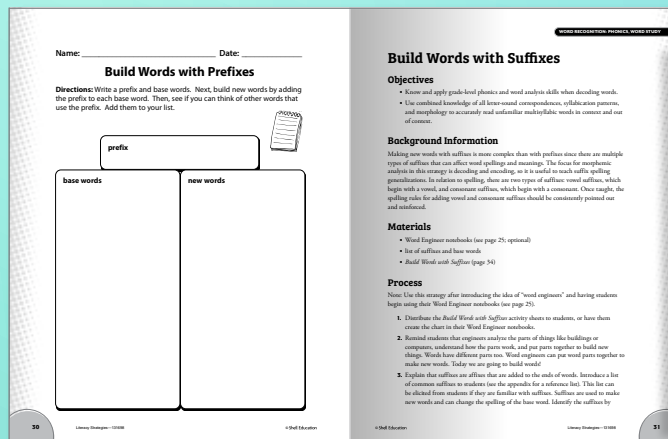 Name: ______________________ Date: ______________
Build Words with Prefixes
Directions: Write a prefix and base words. Next, build new words by adding
the prefix to each base word. Then, see if you can think of other words that
use the prefix. Add them to your list.
prefix
base words
new words
30
Literacy Strategies—131698
© Shell Education
WORD RECOGNITION: PHONICS, WORD STUDY
Build Words with Suffixes
Objectives
• Know and apply grade-level phonics and word analysis skills when decoding words.
• Use combined knowledge of all letter-sound correspondences, syllabication patterns,
and morphology to accurately read unfamiliar multisyllabic words in context and out
of context.
Background Information
Making new words with suffixes is more complex than with prefixes since there are multiple
types of suffixes that can affect word spellings and meanings. The focus for morphemic
analysis in this strategy is decoding and encoding, so it is useful to teach suffix spelling
generalizations. In relation to spelling, there are two types of suffixes: vowel suffixes, which
begin with a vowel, and consonant suffixes, which begin with a consonant. Once taught, the
spelling rules for adding vowel and consonant suffixes should be consistently pointed out
and reinforced.
Materials
• Word Engineer notebooks (see page 25; optional)
• list of suffixes and base words
• Build Words with Suffixes (page 34)
Process
Note: Use this strategy after introducing the idea of "word engineers" and having students
begin using their Word Engineer notebooks (see page 25).
1. Distribute the Build Words with Suffixes activity sheets to students, or have them
create the chart in their Word Engineer notebooks.
2. Remind students that engineers analyze the parts of things like buildings or
computers, understand how the parts work, and put parts together to build new
things. Words have different parts too. Word engineers can put word parts together to
make new words. Today we are going to build words!
3. Explain that suffixes are affixes that are added to the ends of words. Introduce a list
of common suffixes to students (see the appendix for a reference list). This list can
be elicited from students if they are familiar with suffixes. Suffixes are used to make
new words and can change the spelling of the base word. Identify the suffixes by
© Shell Education
Literacy Strategies—131698
31